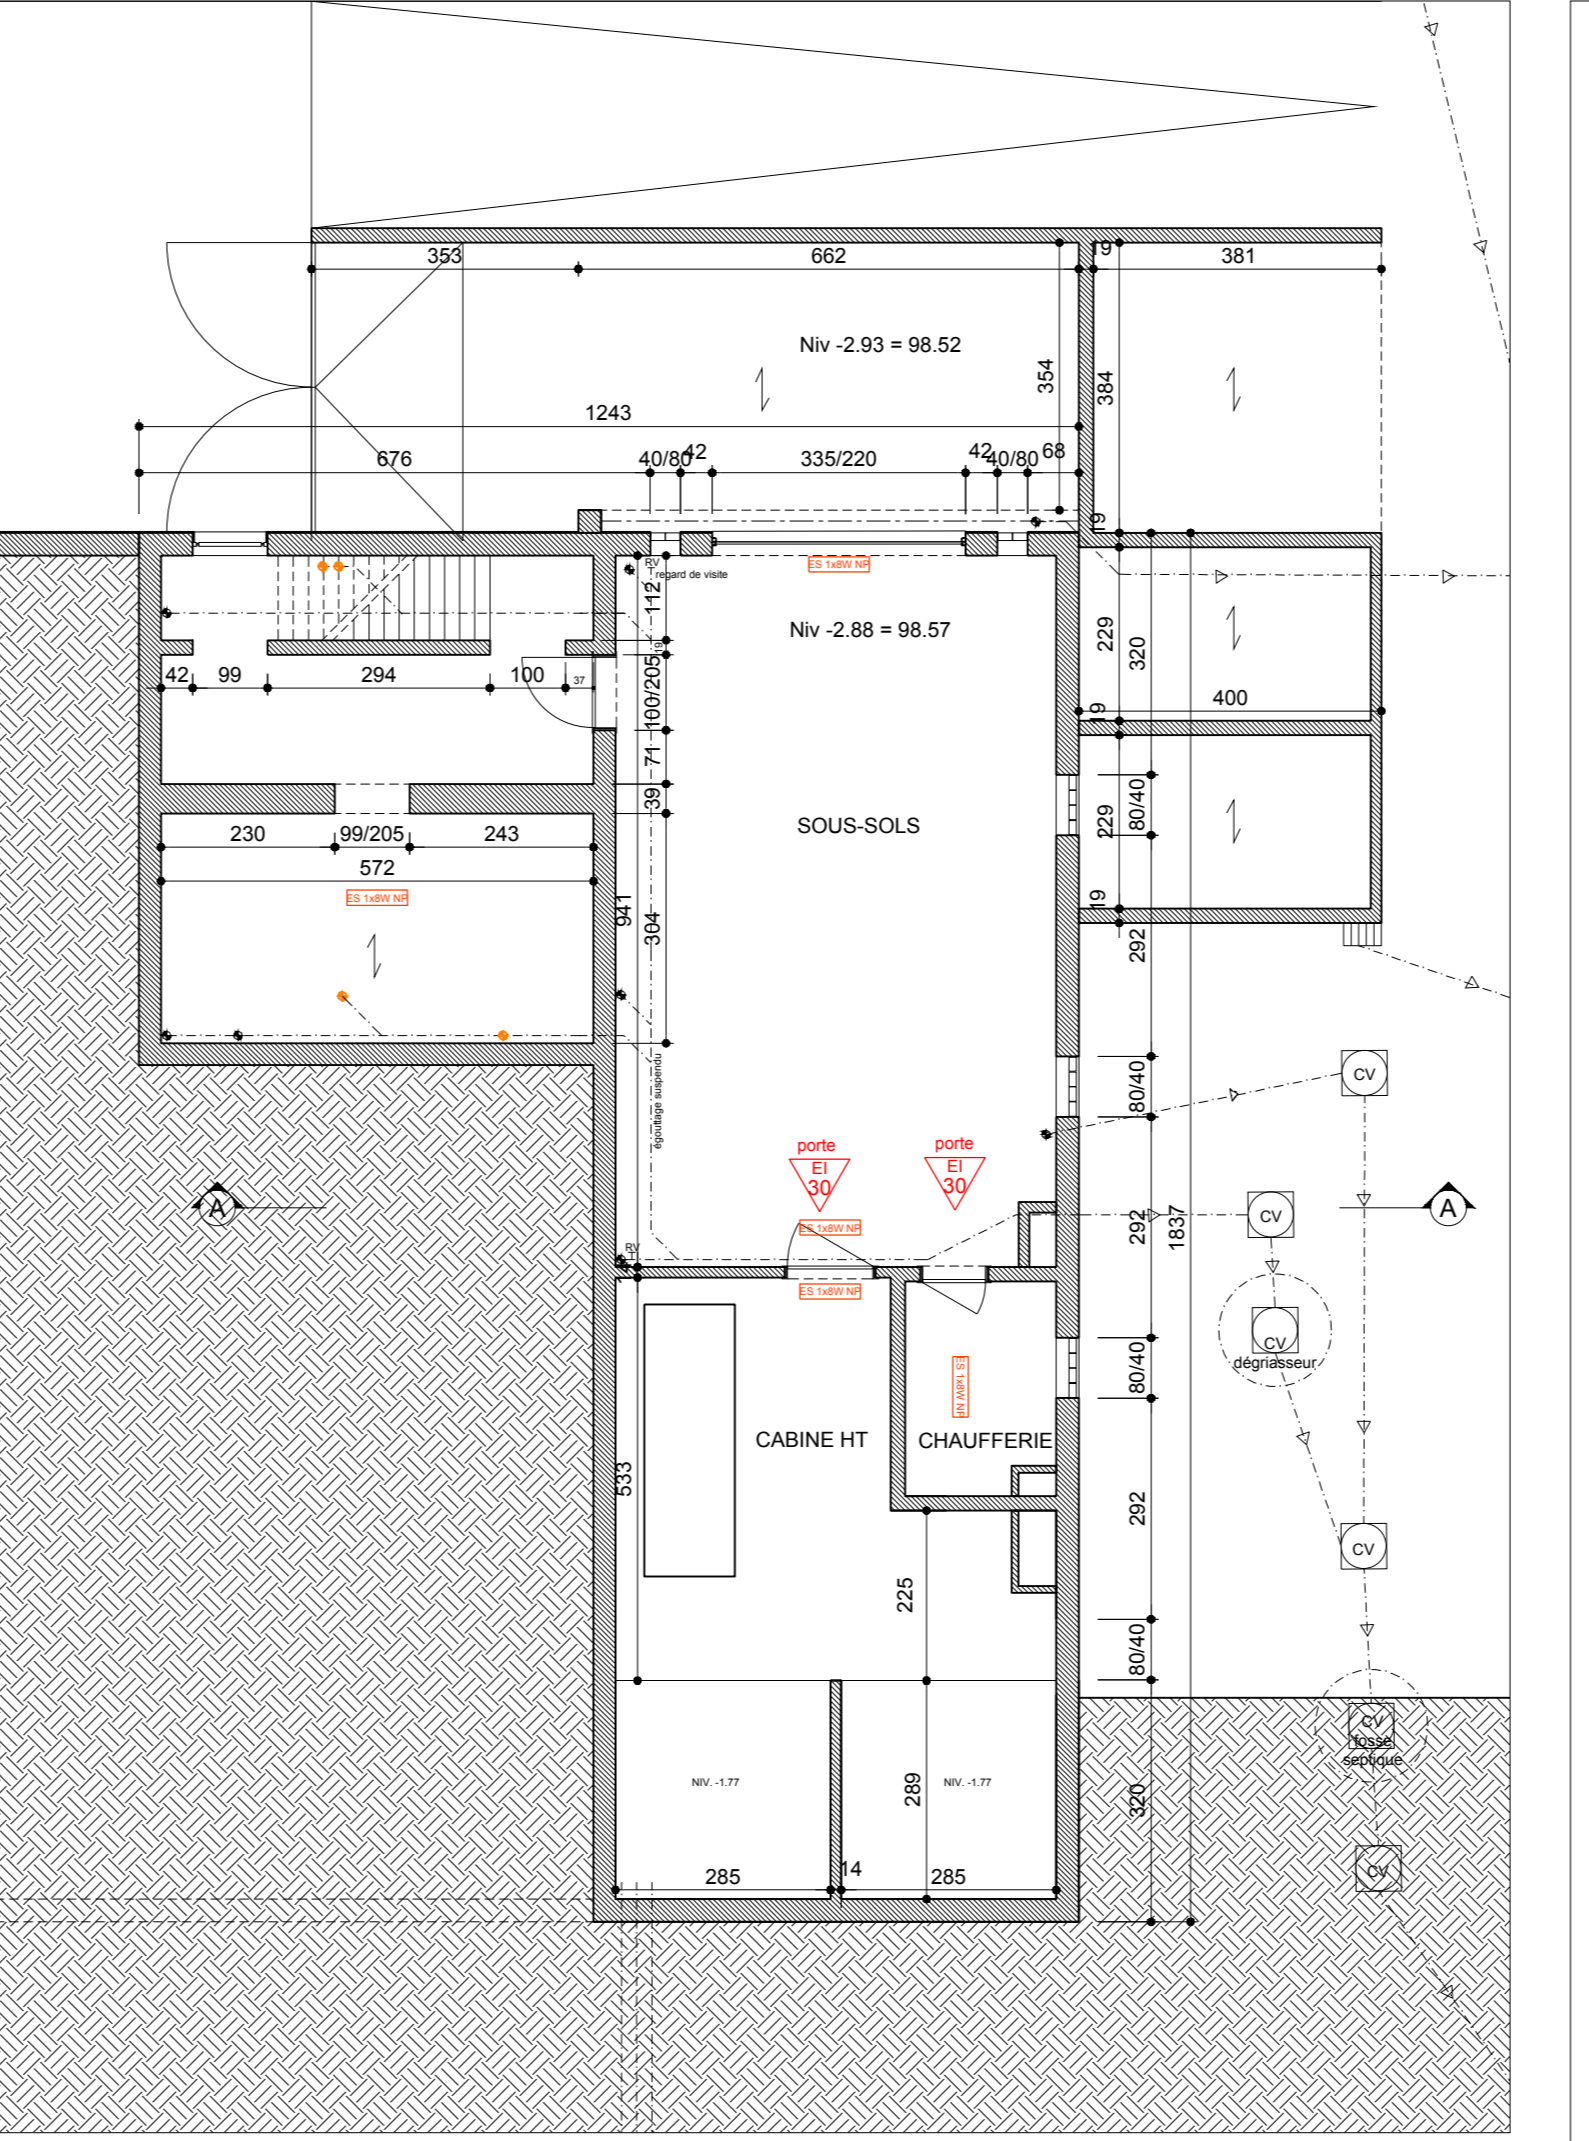 353
662
19
381
Niv -2.93 = 98.52
354
384
1243
676
40/80
42
335/220
42
40/80
68
19
RV
regard de visite
ES 1x8W NP
112
Niv -2.88 = 98.57
229
320
19
42
99
294
100
37
100/205
19
400
71
39
80/40
229
SOUS-SOLS
230
99/205
243
572
ES 1x8W NP
941
304
19
292
égouttage suspendu
80/40
CV
porte
EI
30
porte
EI
30
A
ES 1x8W NP
292
1837
CV
A
RV
14
ES 1x8W NP
CV
dégriasseur
80/40
ES 1x8W NP
CABINE HT
CHAUFFERIE
533
292
CV
225
80/40
CV
fosse
septique
NIV. -1.77
NIV. -1.77
289
320
285
14
285
CV